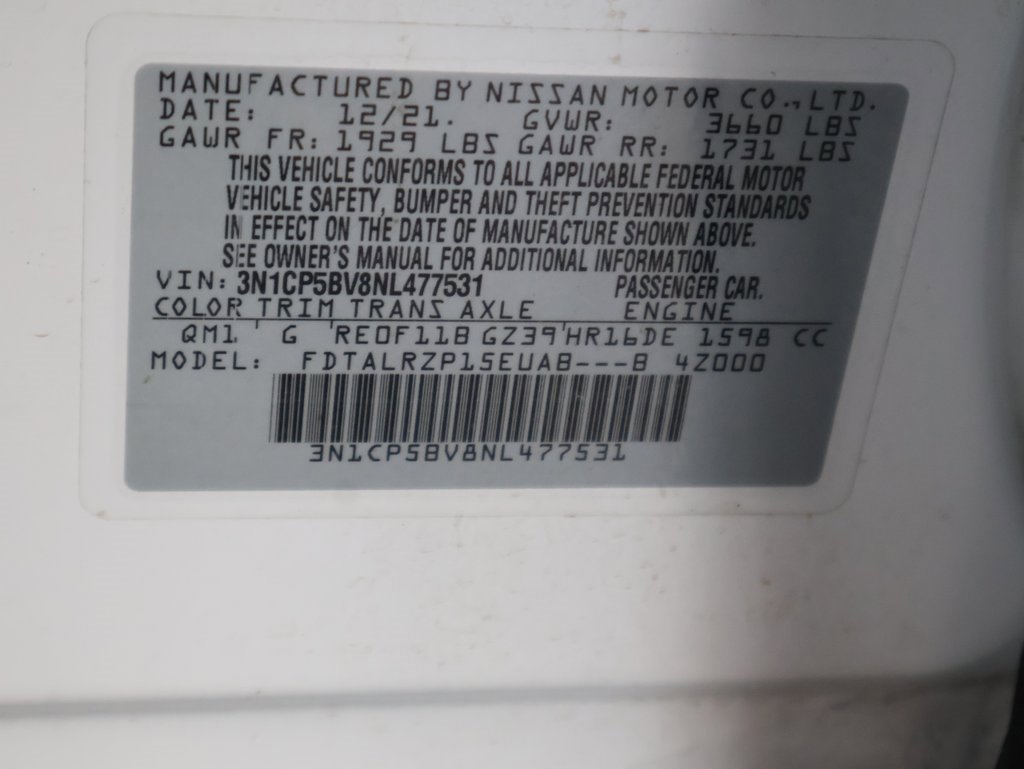 MANUFACTURED BY NISSAN MOTOR CO., LTD.
DATE: 12/21. GVWR: 3660 LBS
GAWR FR: 1929 LBS GAWR RR: 1731 LBS
THIS VEHICLE CONFORMS TO ALL APPLICABLE FEDERAL MOTOR
VEHICLE SAFETY, BUMPER AND THEFT PREVENTION STANDARDS
IN EFFECT ON THE DATE OF MANUFACTURE SHOWN ABOVE.
SEE OWNER'S MANUAL FOR ADDITIONAL INFORMATION.
VIN: 3N1CP5BV8NL477531 PASSENGER CAR.
COLOR TRIM TRANS AXLE ENGINE
QM1 ' G ' RE0F11B GZ39'HR16DE 1598 CC
MODEL: FDTALRZP15EUAB---B 4Z000
3N1CP5BV8NL477531